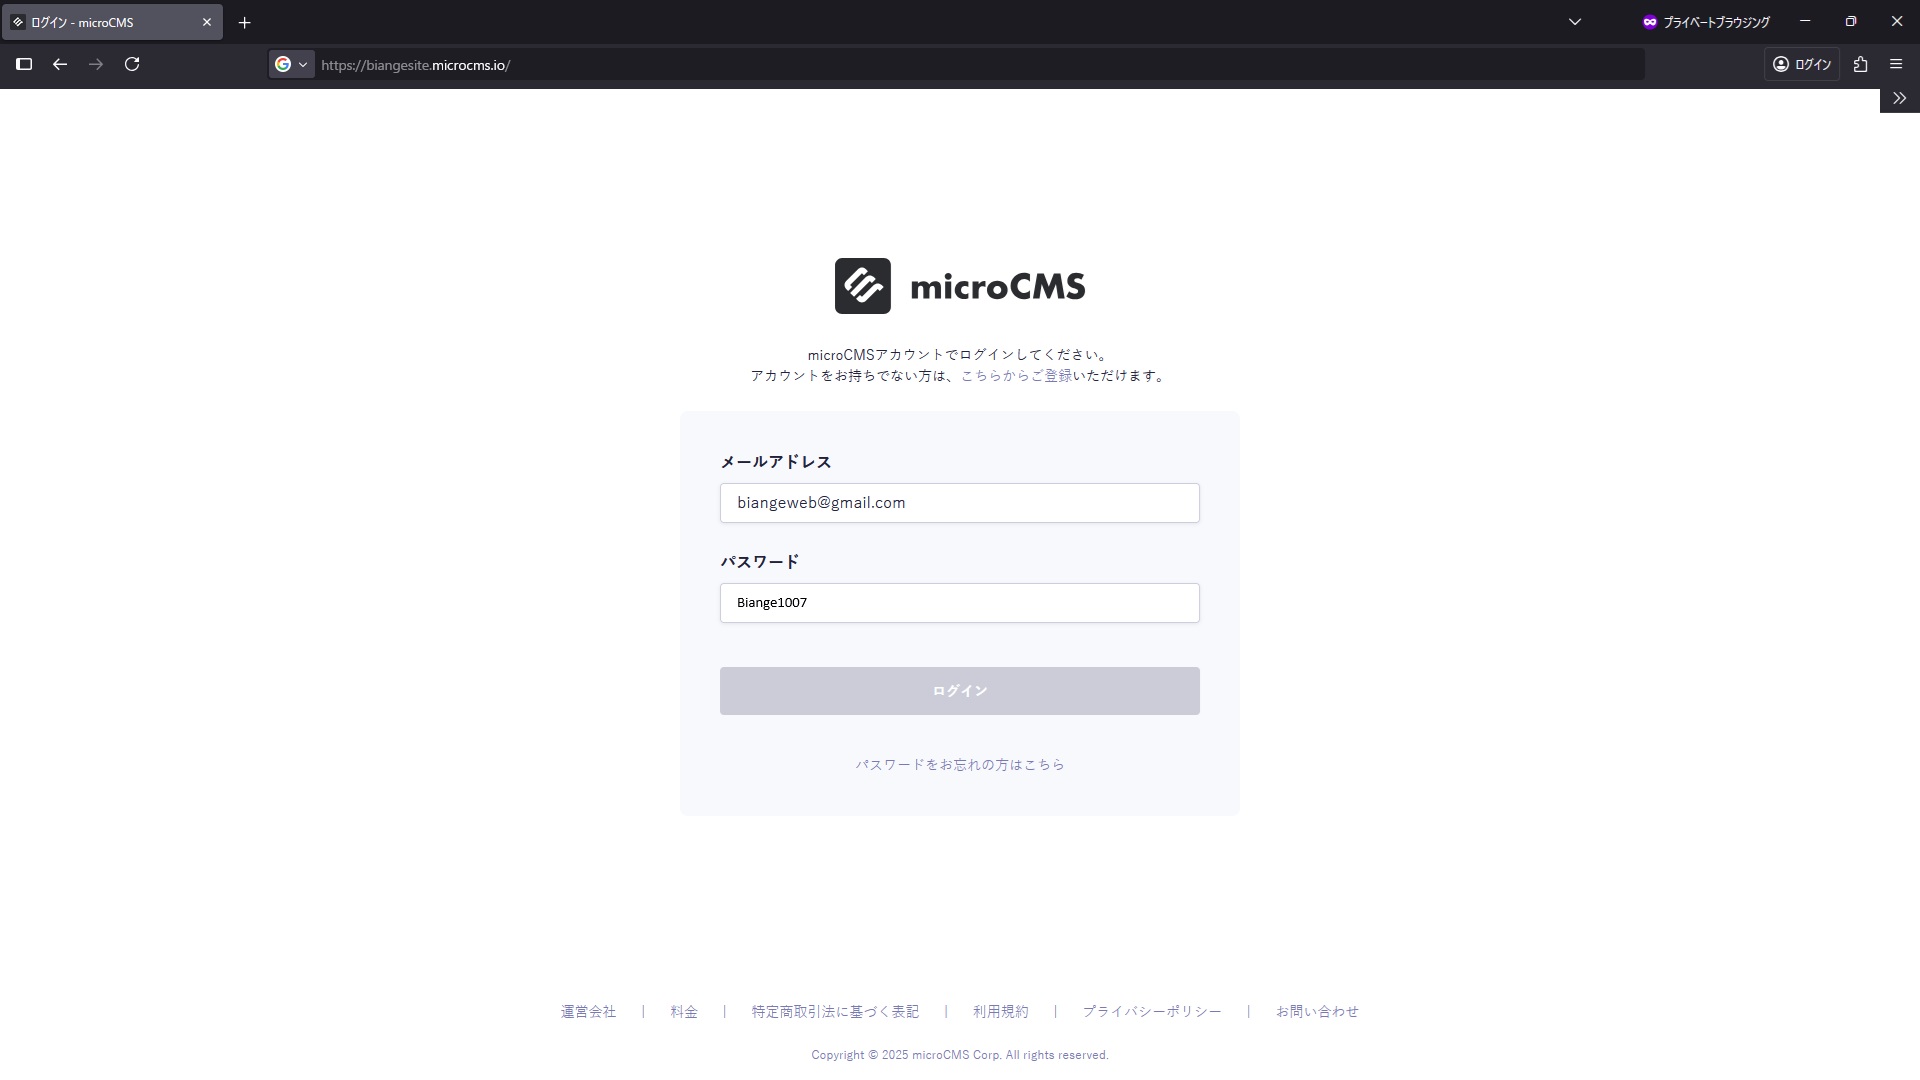 ログイン - microCMS
プライベートブラウジング
https://biangesite.microcms.io/
ログイン
microCMS
microCMSアカウントでログインしてください。
アカウントをお持ちでない方は、こちらからご登録いただけます。
メールアドレス
biangeweb@gmail.com
パスワード
Biange1007
ログイン
パスワードをお忘れの方はこちら
運営会社 | 料金 | 特定商取引法に基づく表記 | 利用規約 | プライバシーポリシー | お問い合わせ
Copyright © 2025 microCMS Corp. All rights reserved.